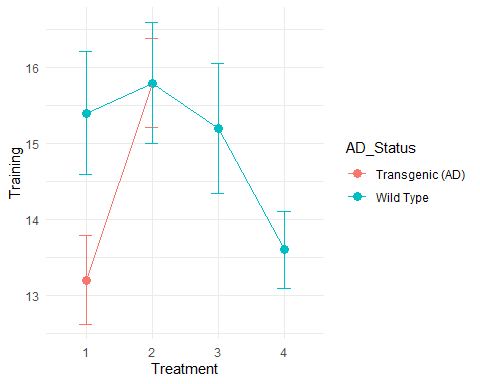 16
15
14
13
Training
1 2 3 4
Treatment
AD_Status
Transgenic (AD)
Wild Type